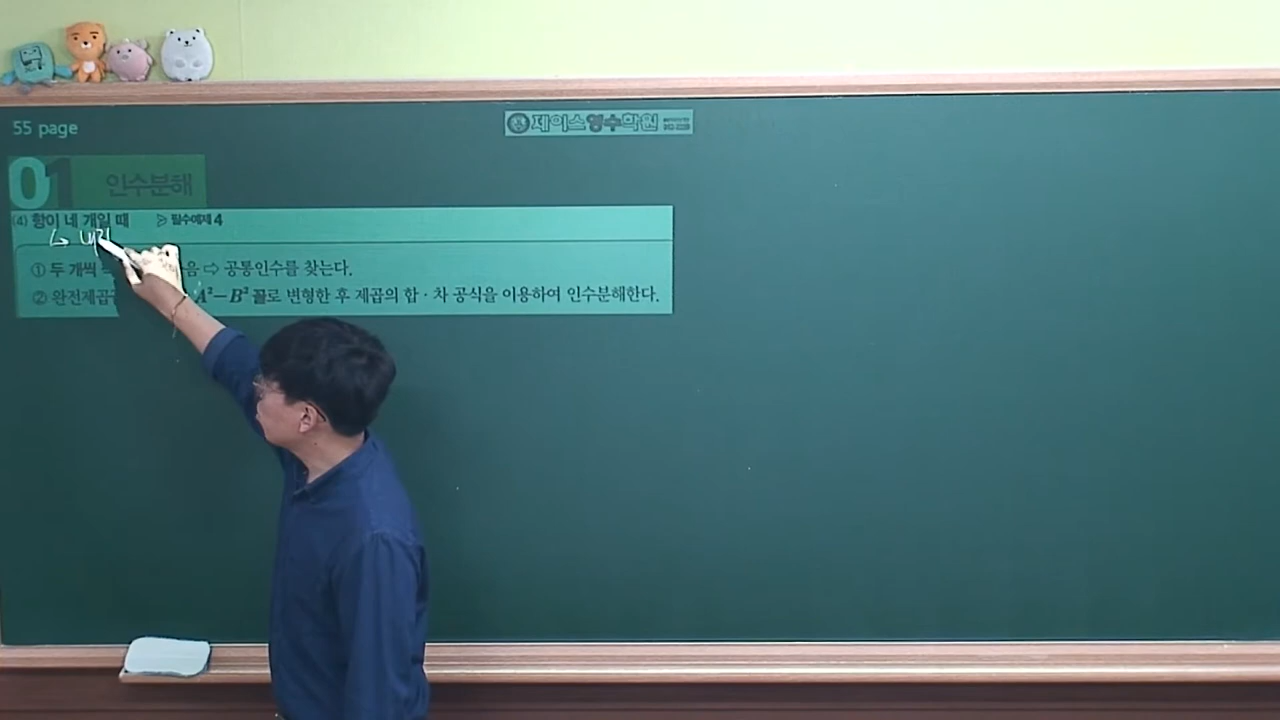 55 page
제이스영수학원
01 인수분해
(4) 항이 네 개일 때 ▷ 필수예제 4
↳ 내림
① 두 개씩 음 ⇨ 공통인수를 찾는다.
② 완전제곱 A²-B² 꼴로 변형한 후 제곱의 합·차 공식을 이용하여 인수분해한다.